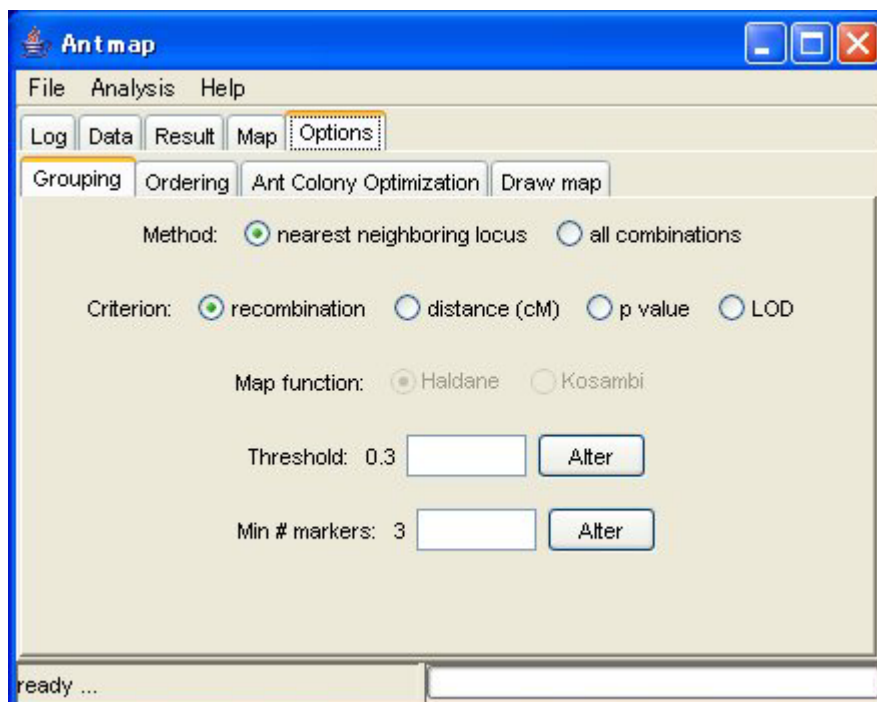 Antmap
File Analysis Help
Log Data Result Map Options
Grouping Ordering Ant Colony Optimization Draw map
Method: nearest neighboring locus all combinations
Criterion: recombination distance (cM) p value LOD
Map function: Haldane Kosambi
Threshold: 0.3 Alter
Min # markers: 3 Alter
ready ...